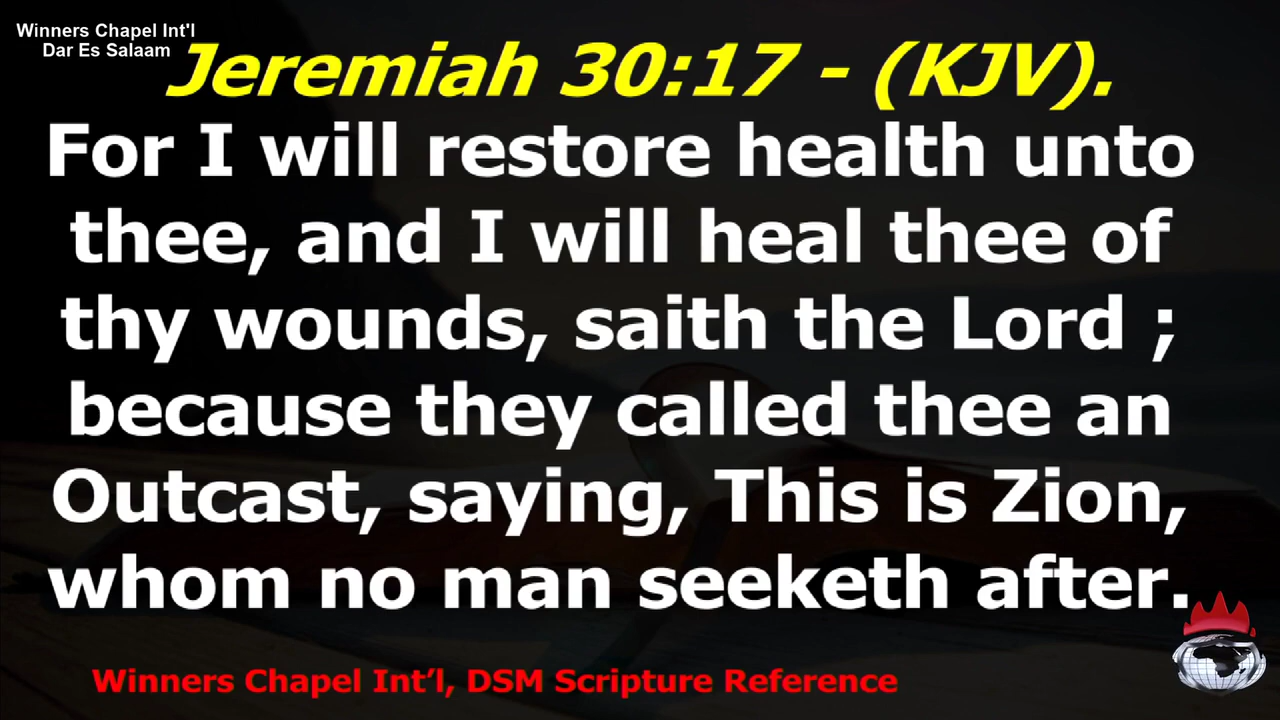 Winners Chapel Int'l
Dar Es Salaam
Jeremiah 30:17 - (KJV).
For I will restore health unto
thee, and I will heal thee of
thy wounds, saith the Lord ;
because they called thee an
Outcast, saying, This is Zion,
whom no man seeketh after.
Winners Chapel Int’l, DSM Scripture Reference